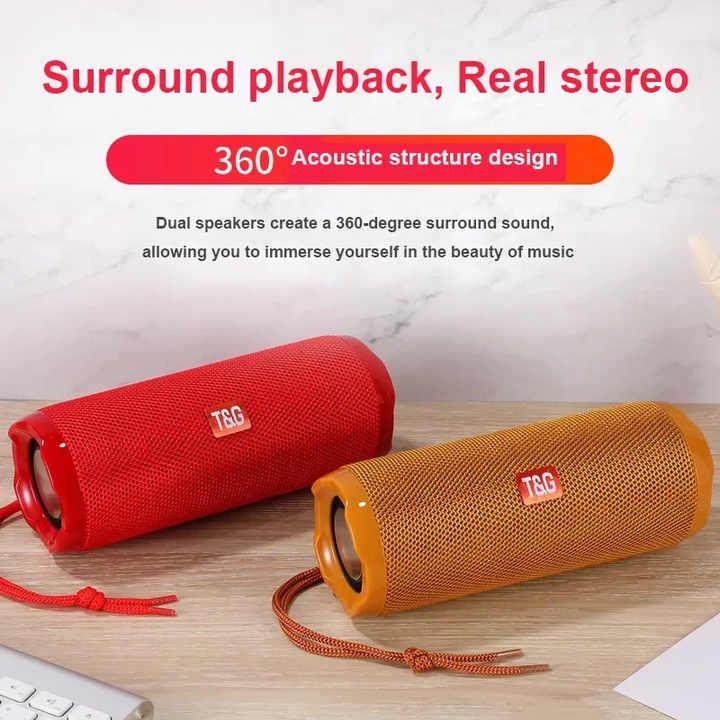 Surround playback, Real stereo
360° Acoustic structure design
Dual speakers create a 360-degree surround sound,
allowing you to immerse yourself in the beauty of music
T&G
T&G